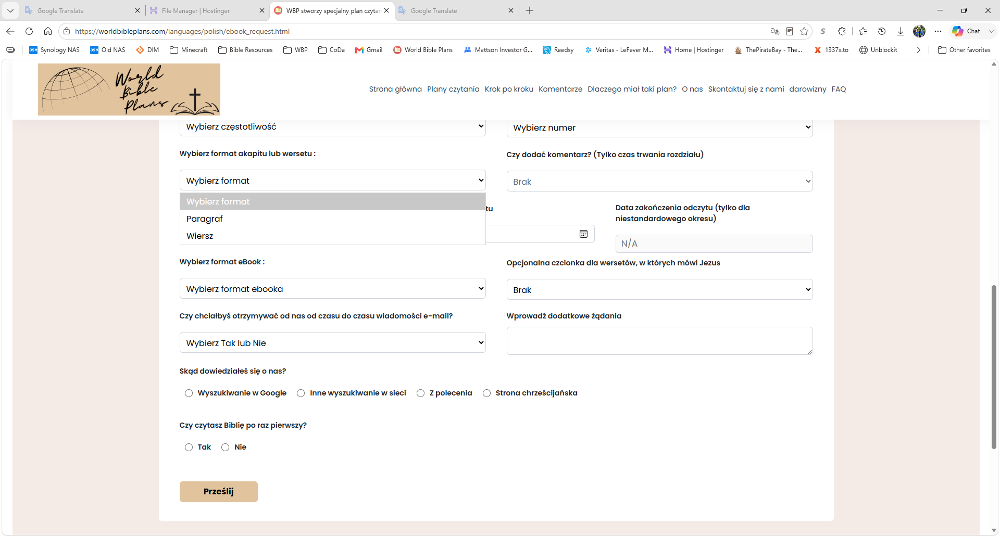 Google Translate
File Manager | Hostinger
WBP stworzy specjalny plan czytan
Google Translate
https://worldbibleplans.com/languages/polish/ebook_request.html
Chat
Synology NAS
Old NAS
DIM
Minecraft
Bible Resources
WBP
CoDa
Gmail
World Bible Plans
Mattson Investor G...
Reedsy
Veritas - LeFever M...
Home | Hostinger
ThePirateBay - The...
1337x.to
Unblockit
Other favorites
World
Bible
Plans
Strona główna
Plany czytania
Krok po kroku
Komentarze
Dlaczego miał taki plan?
O nas
Skontaktuj się z nami
darowizny
FAQ
Wybierz częstotliwość
Wybierz numer
Wybierz format akapitu lub wersetu :
Czy dodać komentarz? (Tylko czas trwania rozdziału)
Wybierz format
Brak
Wybierz format
Paragraf
Wiersz
tu
Data zakończenia odczytu (tylko dla
niestandardowego okresu)
N/A
Wybierz format eBook :
Opcjonalna czcionka dla wersetów, w których mówi Jezus
Wybierz format ebooka
Brak
Czy chciałbyś otrzymywać od nas od czasu do czasu wiadomości e-mail?
Wprowadź dodatkowe żądania
Wybierz Tak lub Nie
Skąd dowiedziałeś się o nas?
Wyszukiwanie w Google
Inne wyszukiwanie w sieci
Z polecenia
Strona chrześcijańska
Czy czytasz Biblię po raz pierwszy?
Tak
Nie
Prześlij